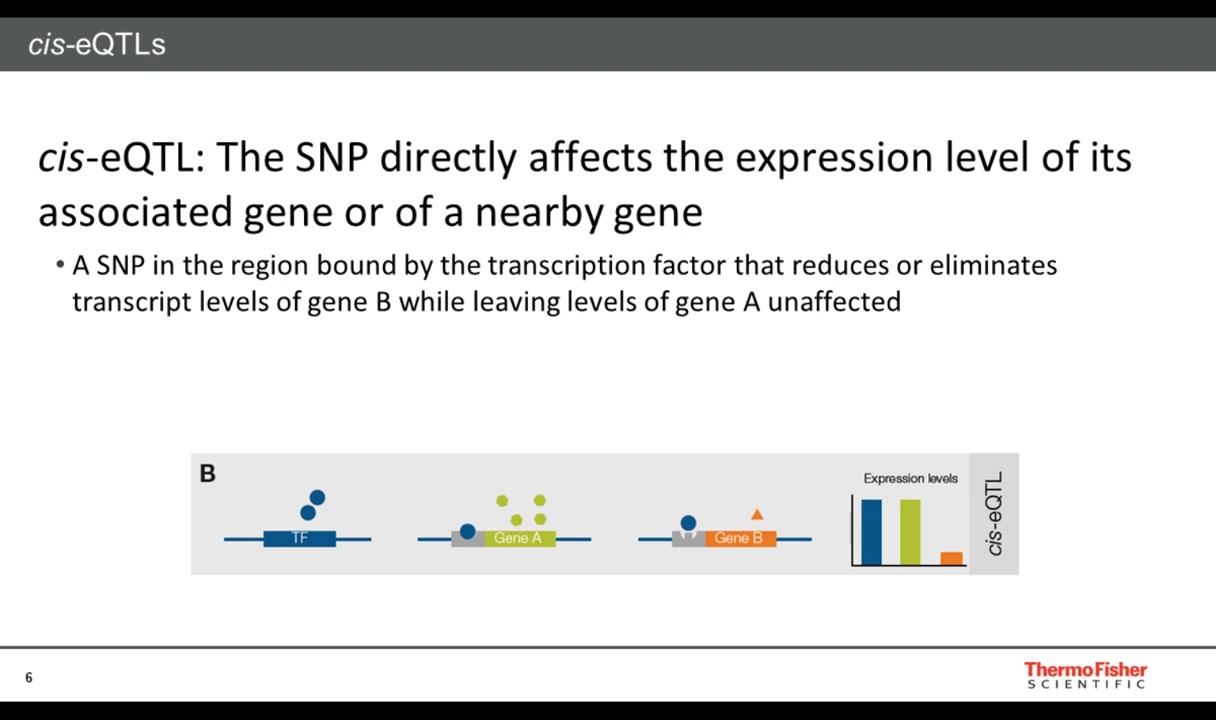 cis-eQTLs
cis-eQTL: The SNP directly affects the expression level of its
associated gene or of a nearby gene
• A SNP in the region bound by the transcription factor that reduces or eliminates
transcript levels of gene B while leaving levels of gene A unaffected
B
TF
Gene A
Gene B
Expression levels
cis-eQTL
6
ThermoFisher
SCIENTIFIC